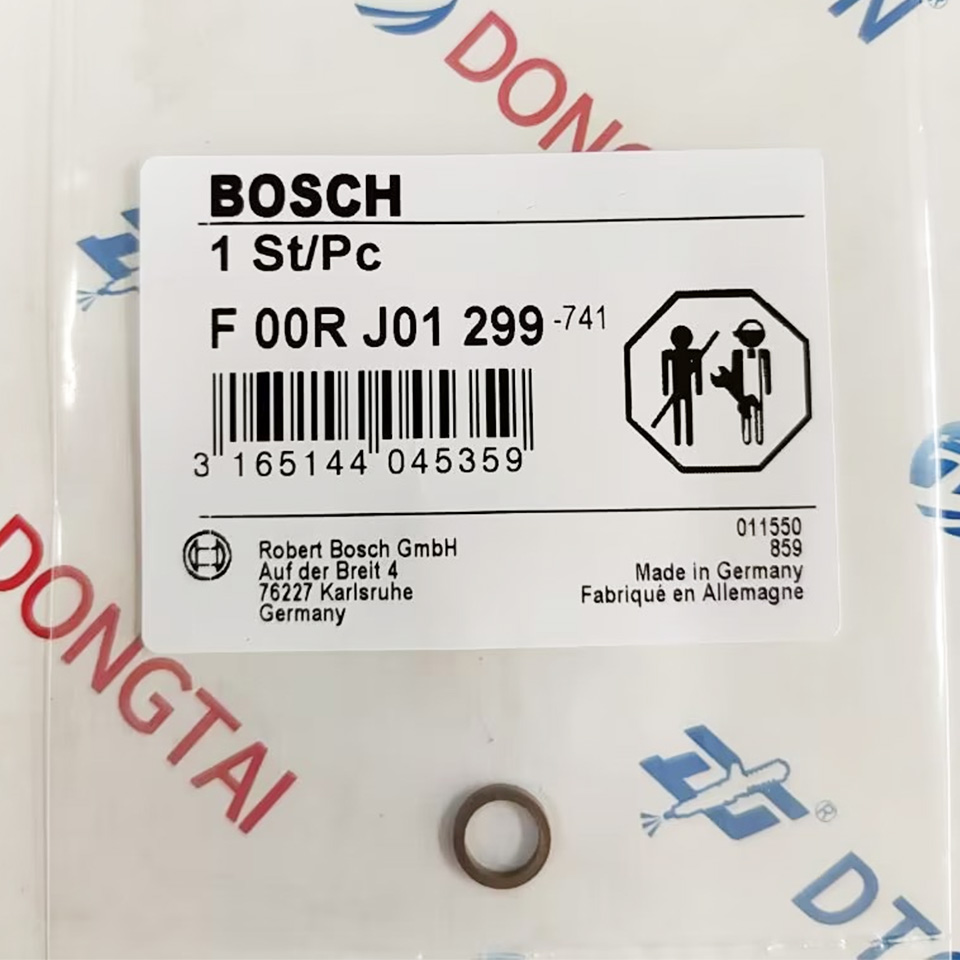 DONG
BOSCH
1 St/Pc
F 00R J01 299 -741
3 165144 045359
011550
859
Robert Bosch GmbH
Auf der Breit 4
76227 Karlsruhe
Germany
Made in Germany
Fabriqué en Allemagne
DONGTAI
®
DT